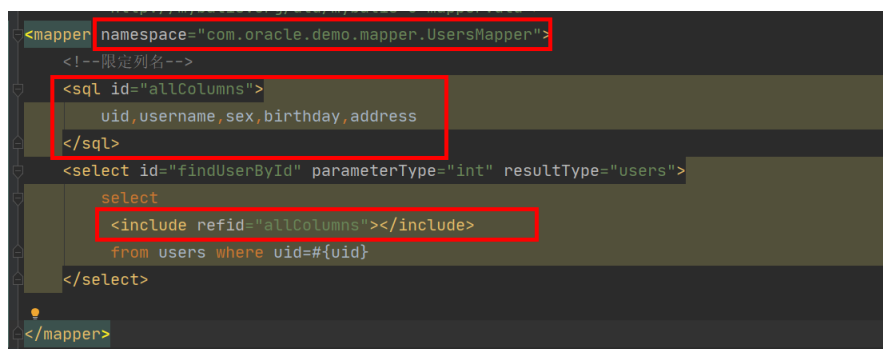 <mapper namespace="com.oracle.demo.mapper.UsersMapper">
<!--限定列名-->
<sql id="allColumns">
uid,username,sex,birthday,address
</sql>
<select id="findUserById" parameterType="int" resultType="users">
select
<include refid="allColumns"></include>
from users where uid=#{uid}
</select>
</mapper>